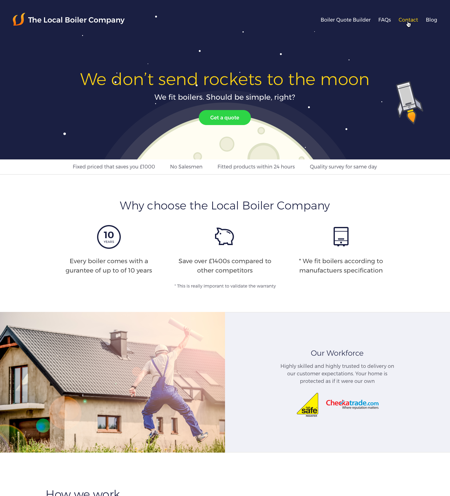 The Local Boiler Company
Boiler Quote Builder FAQs Contact Blog
We don't send rockets to the moon
We fit boilers. Should be simple, right?
Get a quote
Fixed priced that saves you £1000 No Salesmen Fitted products within 24 hours Quality survey for same day
Why choose the Local Boiler Company
10
YEARS
Every boiler comes with a
gurantee of up to of 10 years
Save over £1400s compared to
other competitors
* We fit boilers according to
manufactuers specification
* This is really Imporant to validate the warranty
Our Workforce
Highly skilled and highly trusted to delivery on
our customer expectations. Your home is
protected as if it were our own
safe
REGISTER
Checkatrade.com
Where reputation matters
How we work